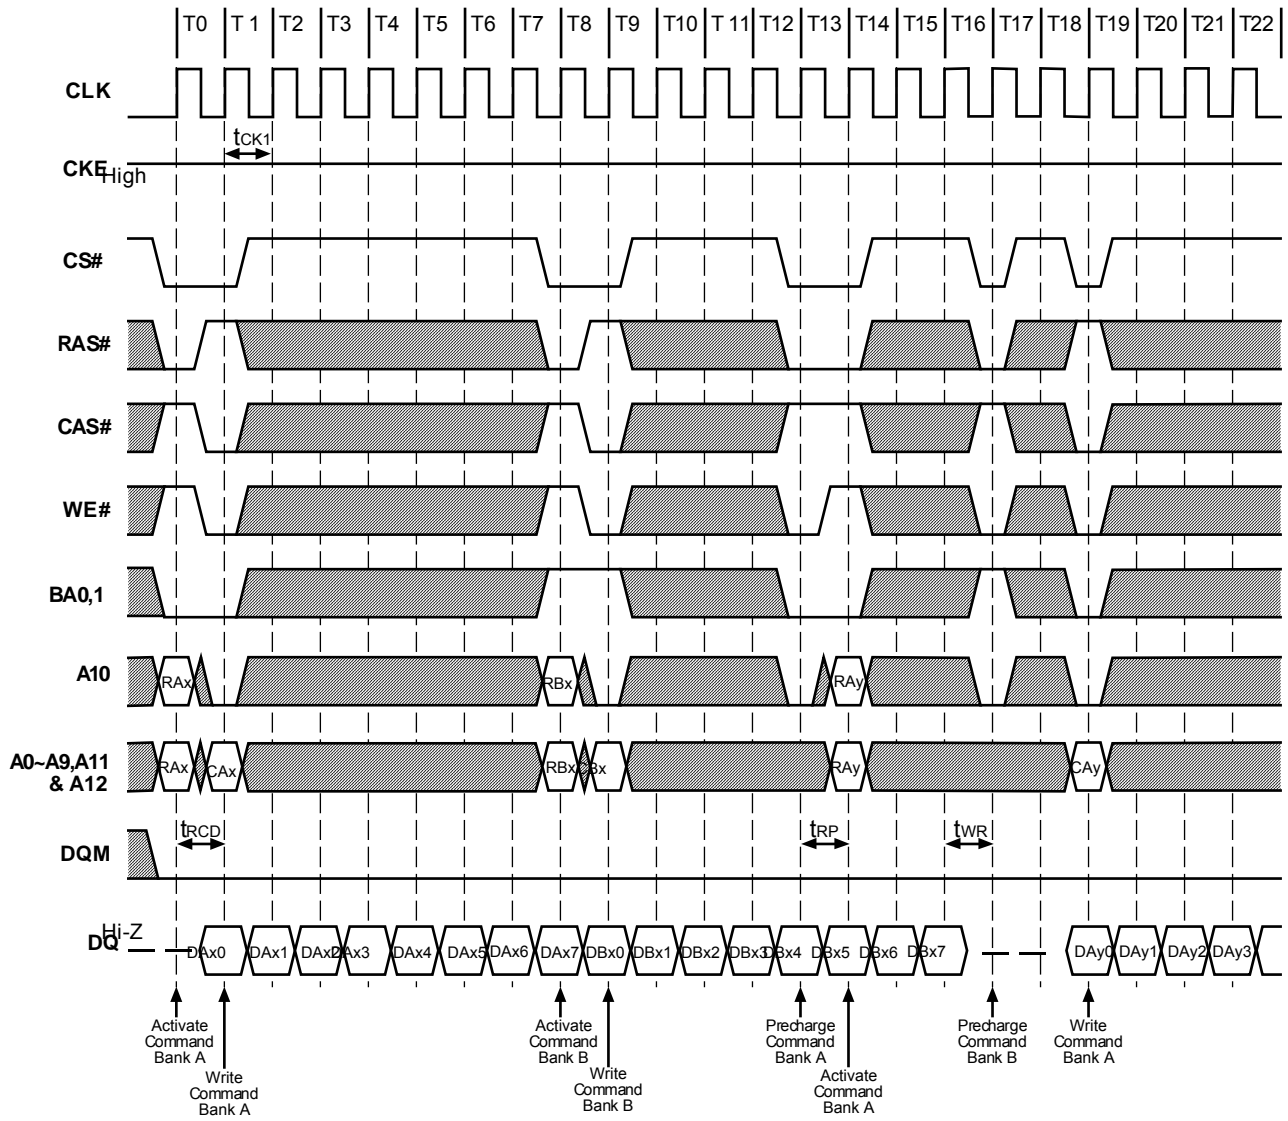 T0 T 1 T2 T3 T4 T5 T6 T7 T8 T9 T10 T 11 T12 T13 T14 T15 T16 T17 T18 T19 T20 T21 T22
CLK
tCK1
CKE High
CS#
RAS#
CAS#
WE#
BA0,1
A10 RAx RBx RAy
A0~A9,A11
& A12
RAx CAx RBx CBx RAy CAy
tRCD tRP tWR
DQM
Hi-Z
DQ
DAx0 DAx1 DAx2 DAx3 DAx4 DAx5 DAx6 DAx7 DBx0 DBx1 DBx2 DBx3 DBx4 DBx5 DBx6 DBx7 DAy0 DAy1 DAy2 DAy3
Activate
Command
Bank A
Write
Command
Bank A
Activate
Command
Bank B
Write
Command
Bank B
Precharge
Command
Bank A
Activate
Command
Bank A
Precharge
Command
Bank B
Write
Command
Bank A